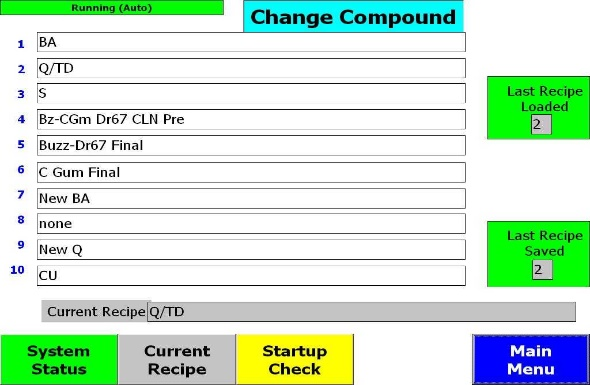 Running (Auto)
Change Compound
1 BA
2 Q/TD
3 S
4 Bz-CGm Dr67 CLN Pre
5 Buzz-Dr67 Final
6 C Gum Final
7 New BA
8 none
9 New Q
10 CU
Last Recipe
Loaded
2
Last Recipe
Saved
2
Current Recipe Q/TD
System
Status
Current
Recipe
Startup
Check
Main
Menu